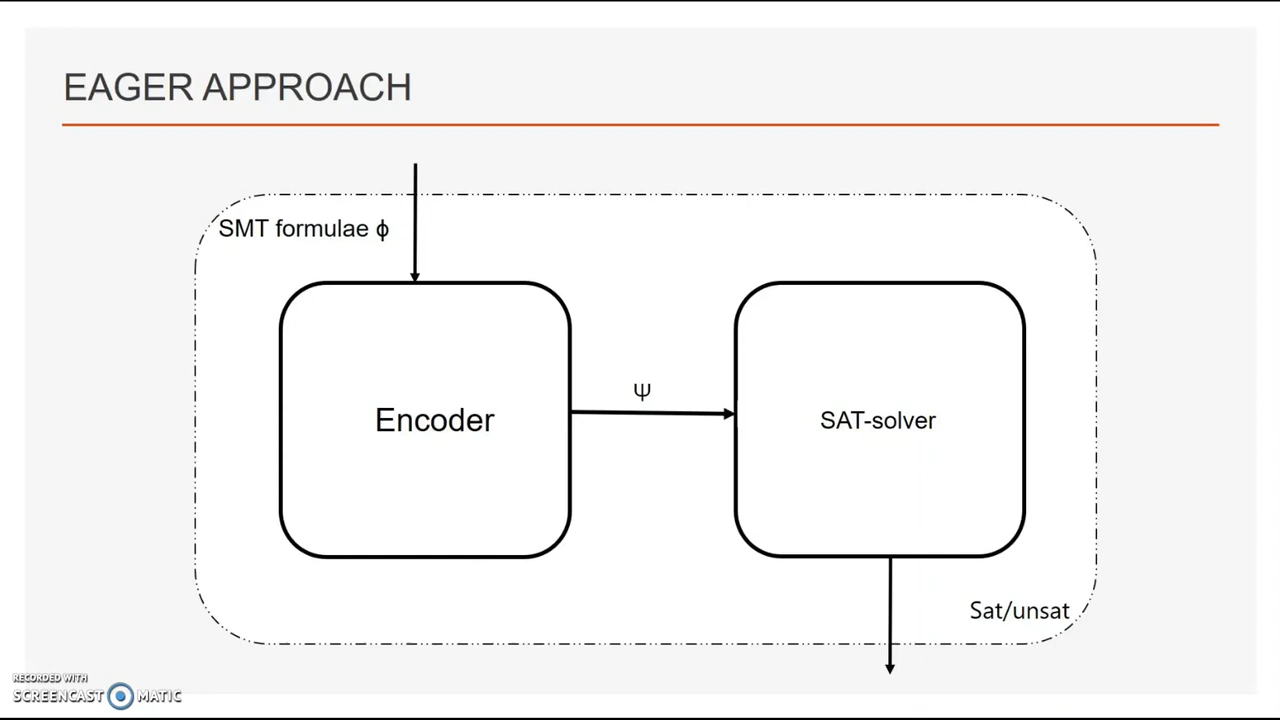 EAGER APPROACH
SMT formulae ϕ
Encoder
ψ
SAT-solver
Sat/unsat
RECORDED WITH
SCREENCAST MATIC